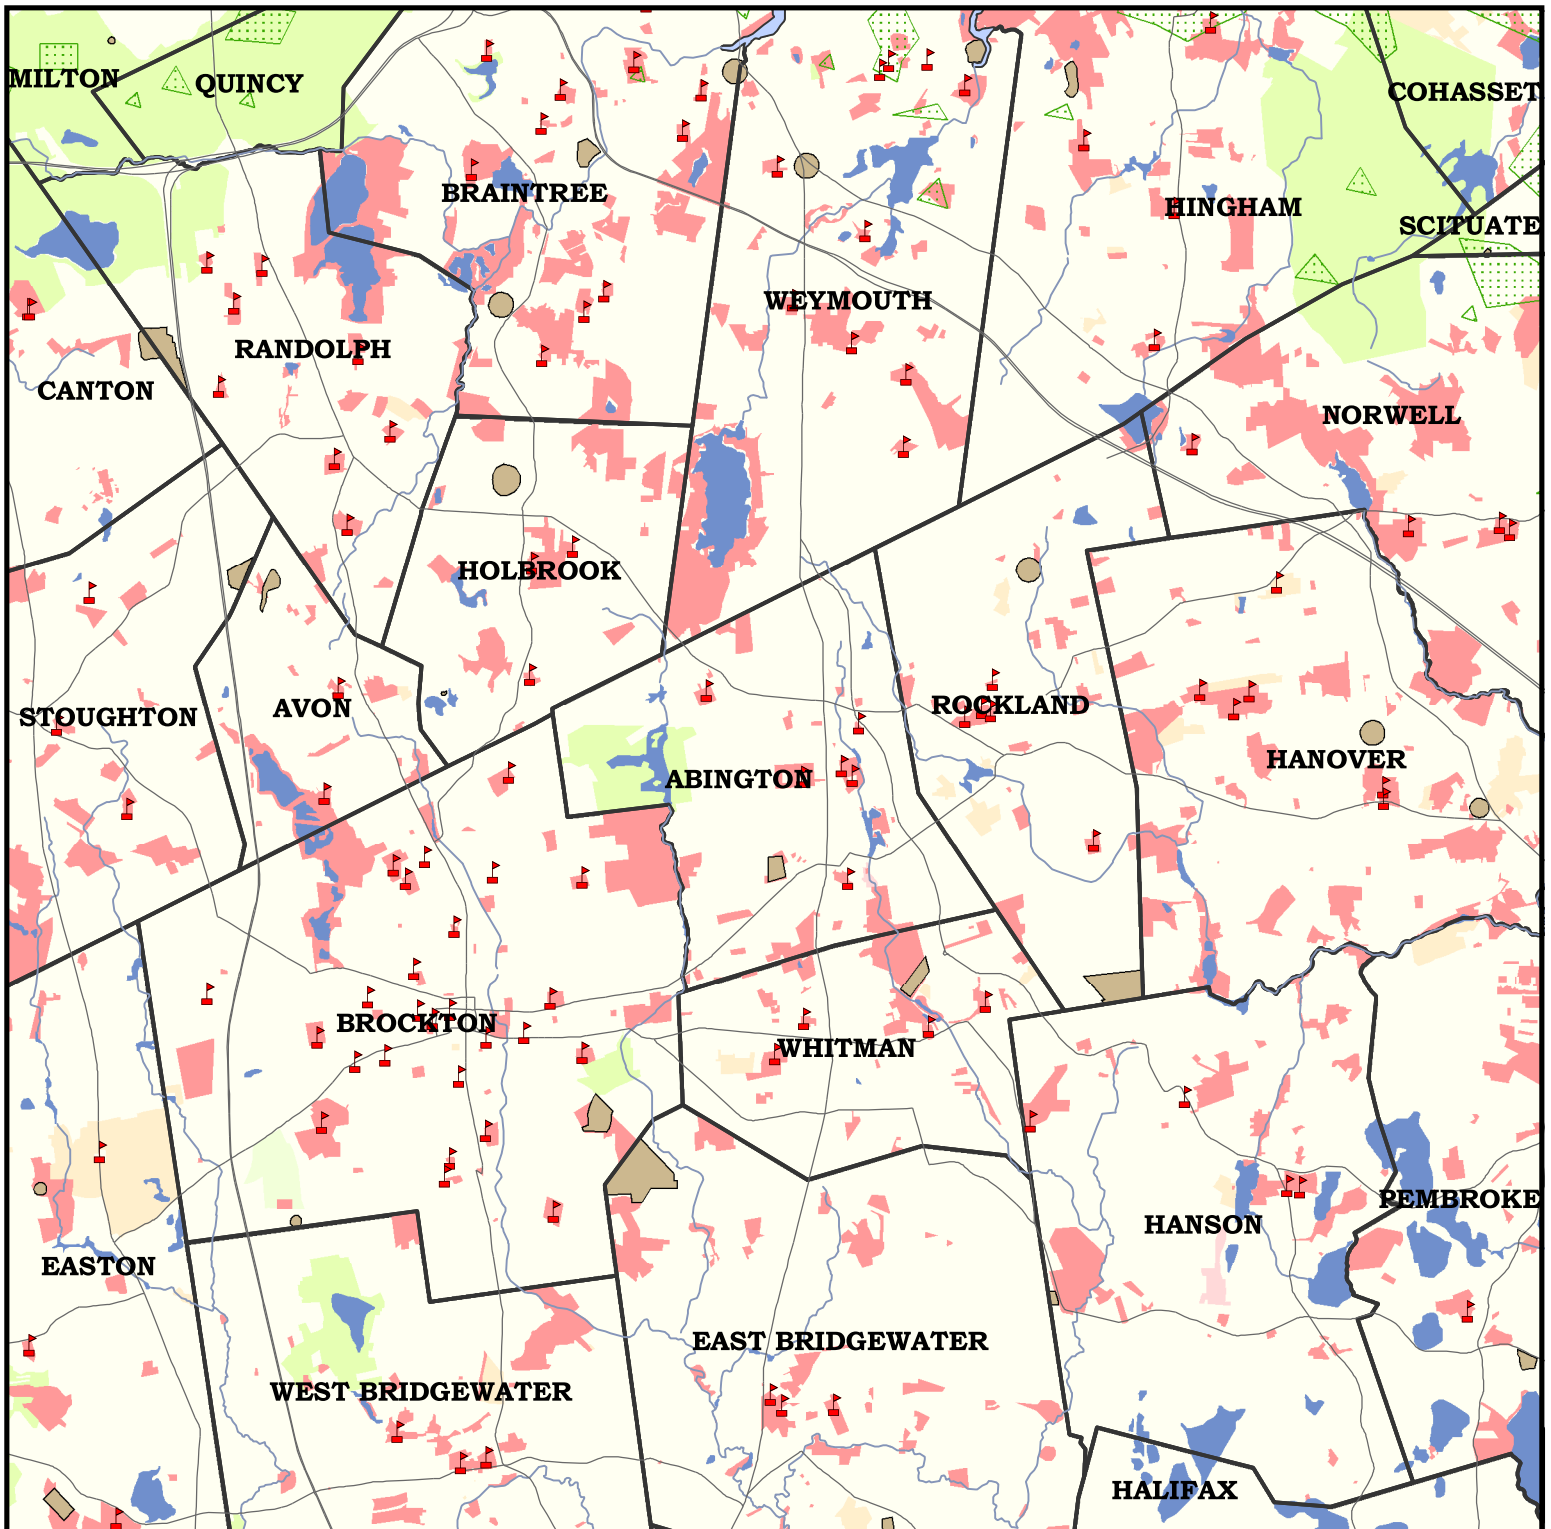 MILTON
QUINCY
COHASSET
BRAINTREE
HINGHAM
SCITUATE
WEYMOUTH
RANDOLPH
CANTON
NORWELL
HOLBROOK
STOUGHTON
AVON
ROCKLAND
HANOVER
ABINGTON
BROCKTON
WHITMAN
PEMBROKE
HANSON
EASTON
EAST BRIDGEWATER
WEST BRIDGEWATER
HALIFAX